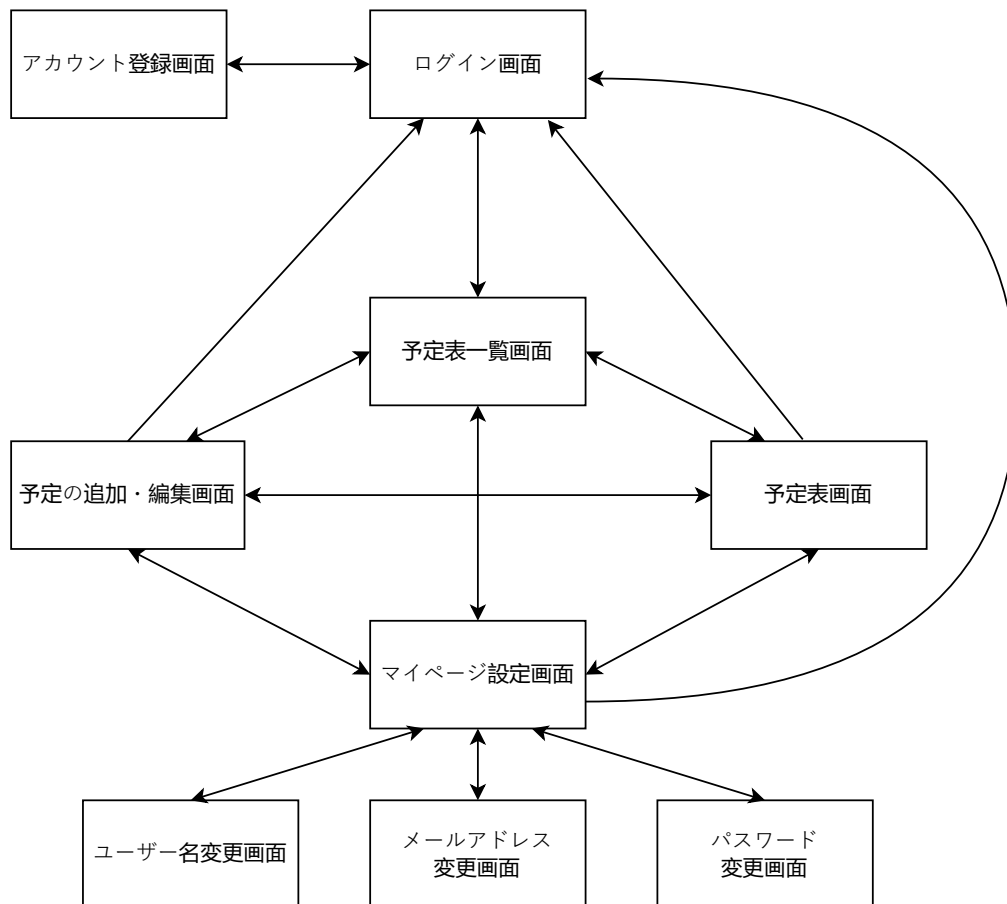 アカウント登録画面
ログイン画面
予定表一覧画面
予定の追加・編集画面
予定表画面
マイページ設定画面
ユーザー名変更画面
メールアドレス
変更画面
パスワード
変更画面